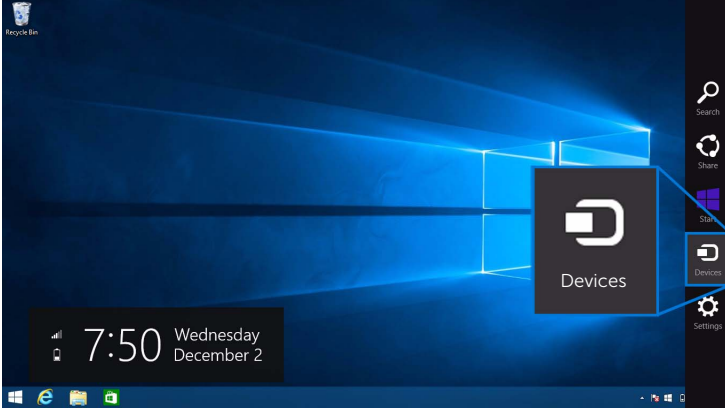 Recycle Bin
Search
Share
Start
Devices
Devices
Settings
7:50
Wednesday
December 2